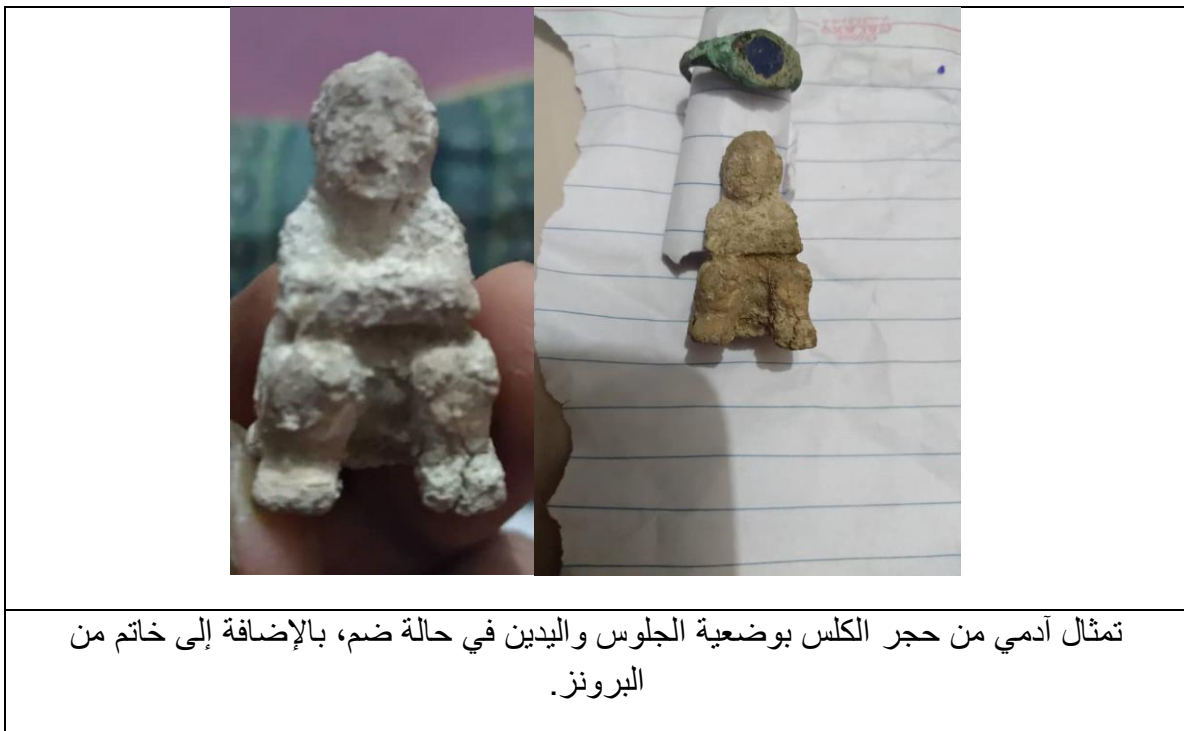 تمثال آدمي من حجر الكلس بوضعية الجلوس واليدين في حالة ضم، بالإضافة إلى خاتم من
البرونز.